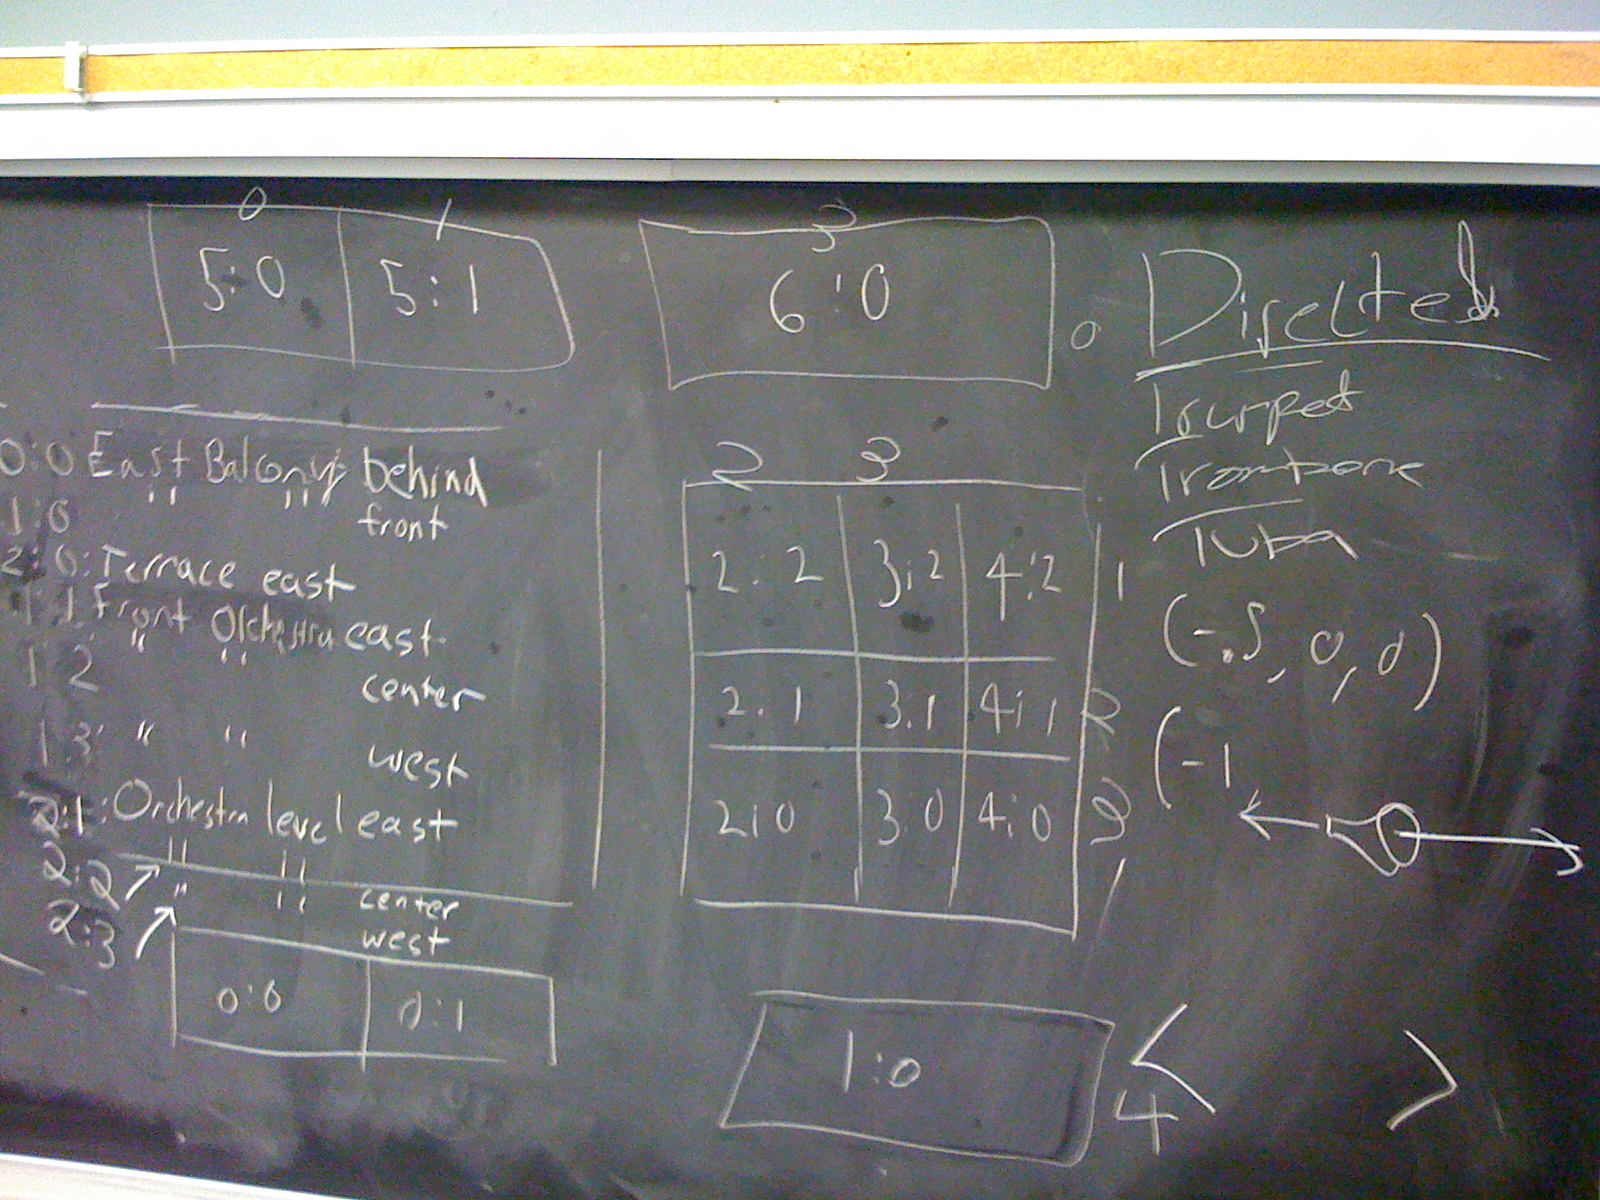 0 1
5:0 5:1
3
6:0
0
0:0 East Balcony behind
1:0 " " front
2:0: Terrace east
1:1 Front Orchestra east
1:2 " " center
1:3 " " west
2:1: Orchestra level east
2:2 " " center
2:3 " " west
0:0 0:1
2 3
2:2 3:2 4:2 1
2:1 3:1 4:1 2
2:0 3:0 4:0 3
1:0
4
Directed
Trumpet
Trombone
Tuba
(-.5, 0, 0)
(-1
< >